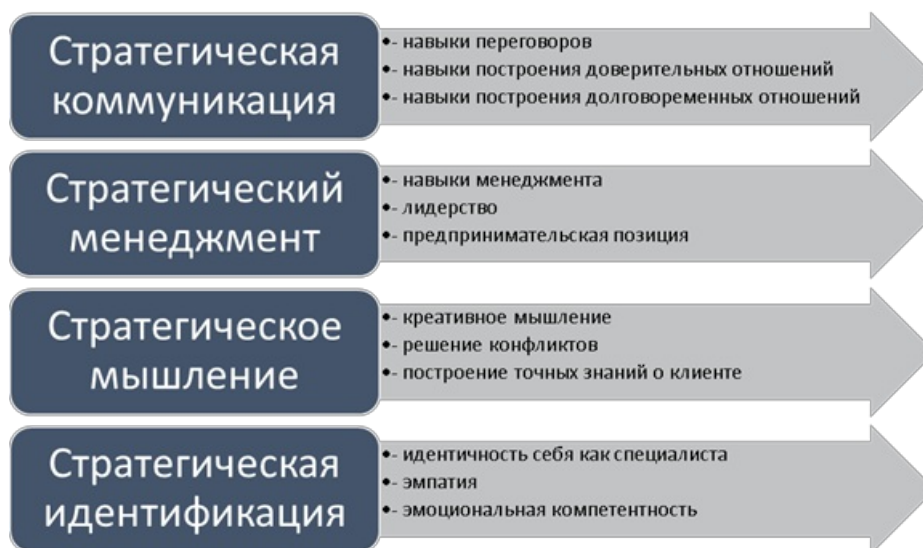 Стратегическая
коммуникация
•- навыки переговоров
•- навыки построения доверительных отношений
•- навыки построения долговоременных отношений
Стратегический
менеджмент
•- навыки менеджмента
•- лидерство
•- предпринимательская позиция
Стратегическое
мышление
•- креативное мышление
•- решение конфликтов
•- построение точных знаний о клиенте
Стратегическая
идентификация
•- идентичность себя как специалиста
•- эмпатия
•- эмоциональная компетентность